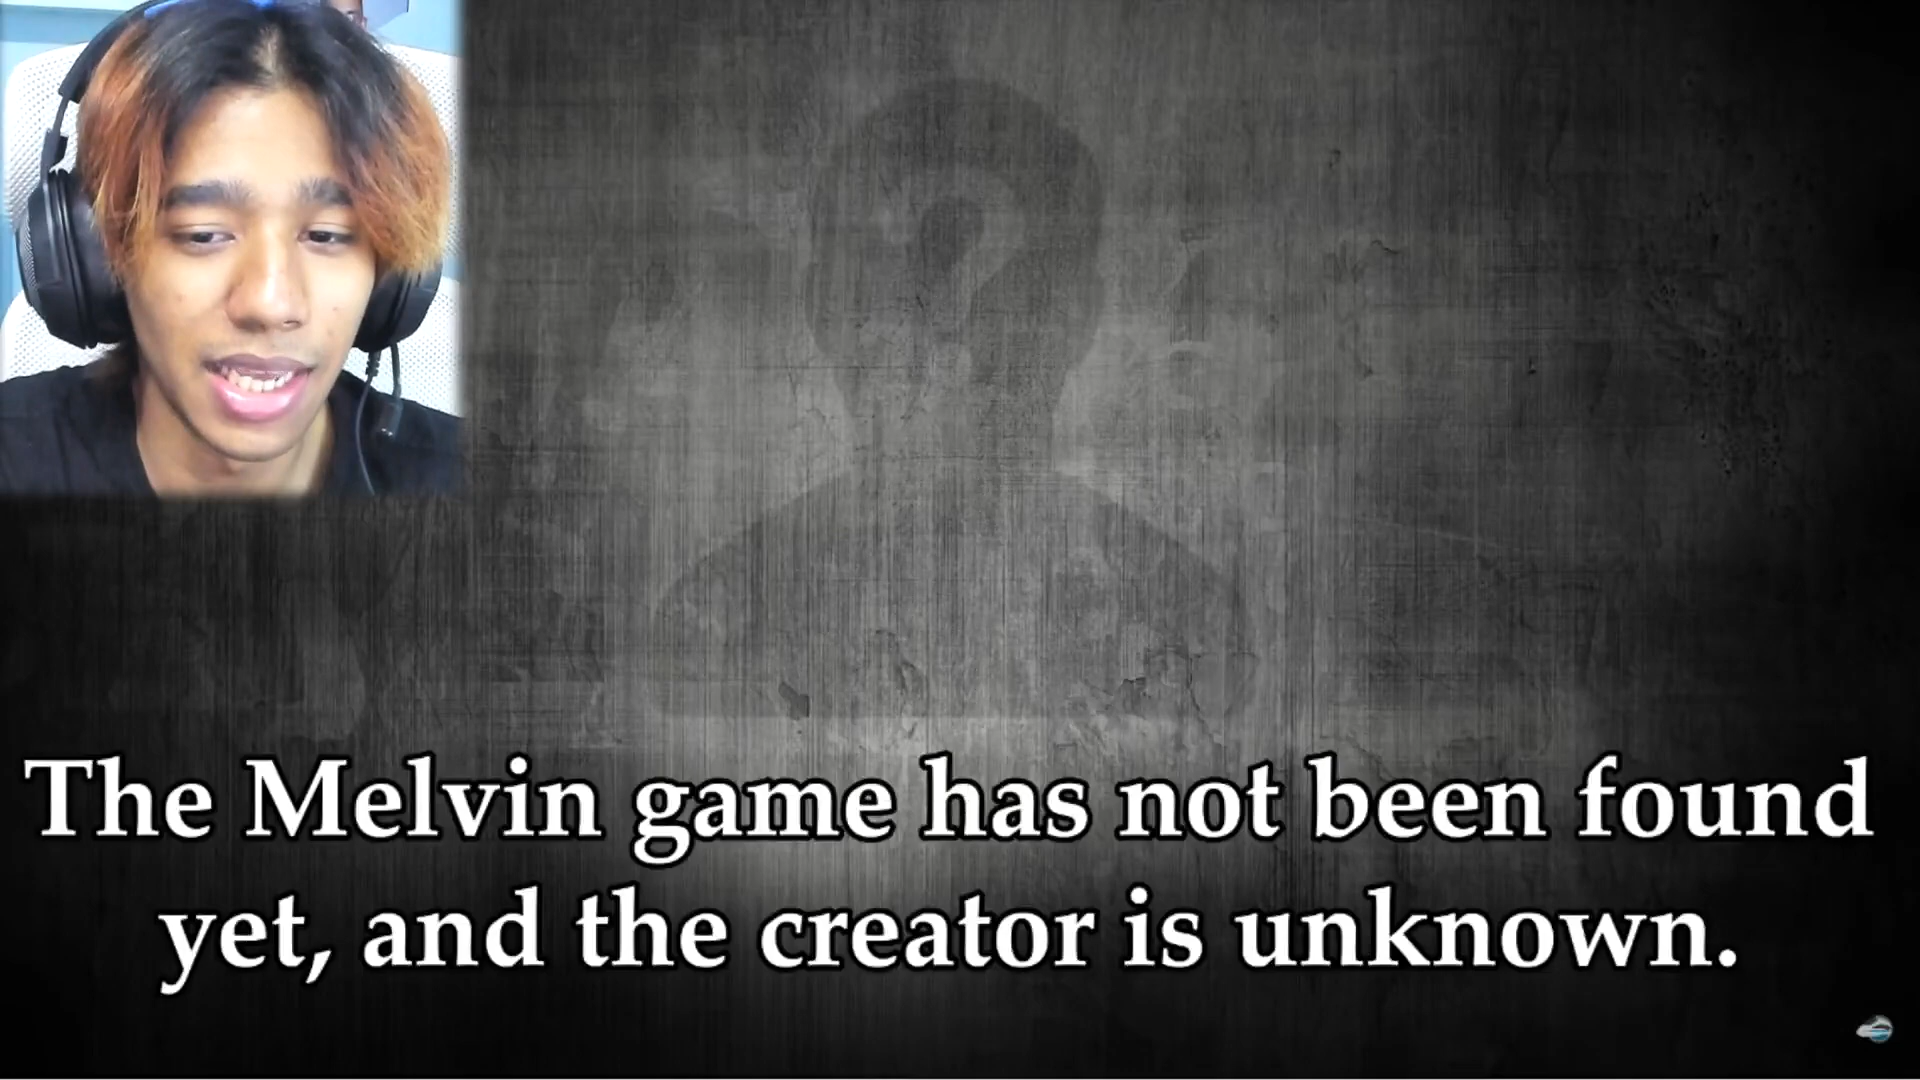 The Melvin game has not been found
yet, and the creator is unknown.